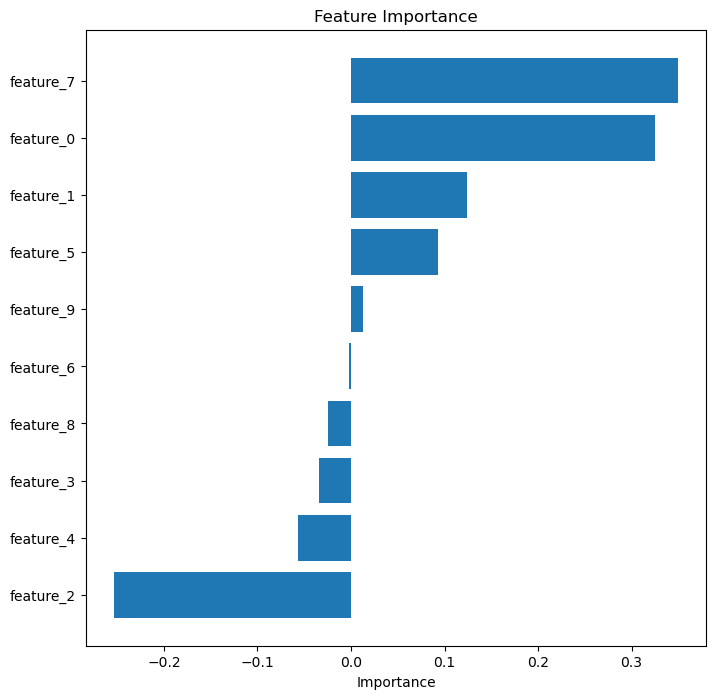 Feature Importance
feature_7
feature_0
feature_1
feature_5
feature_9
feature_6
feature_8
feature_3
feature_4
feature_2
−0.2 −0.1 0.0 0.1 0.2 0.3
Importance